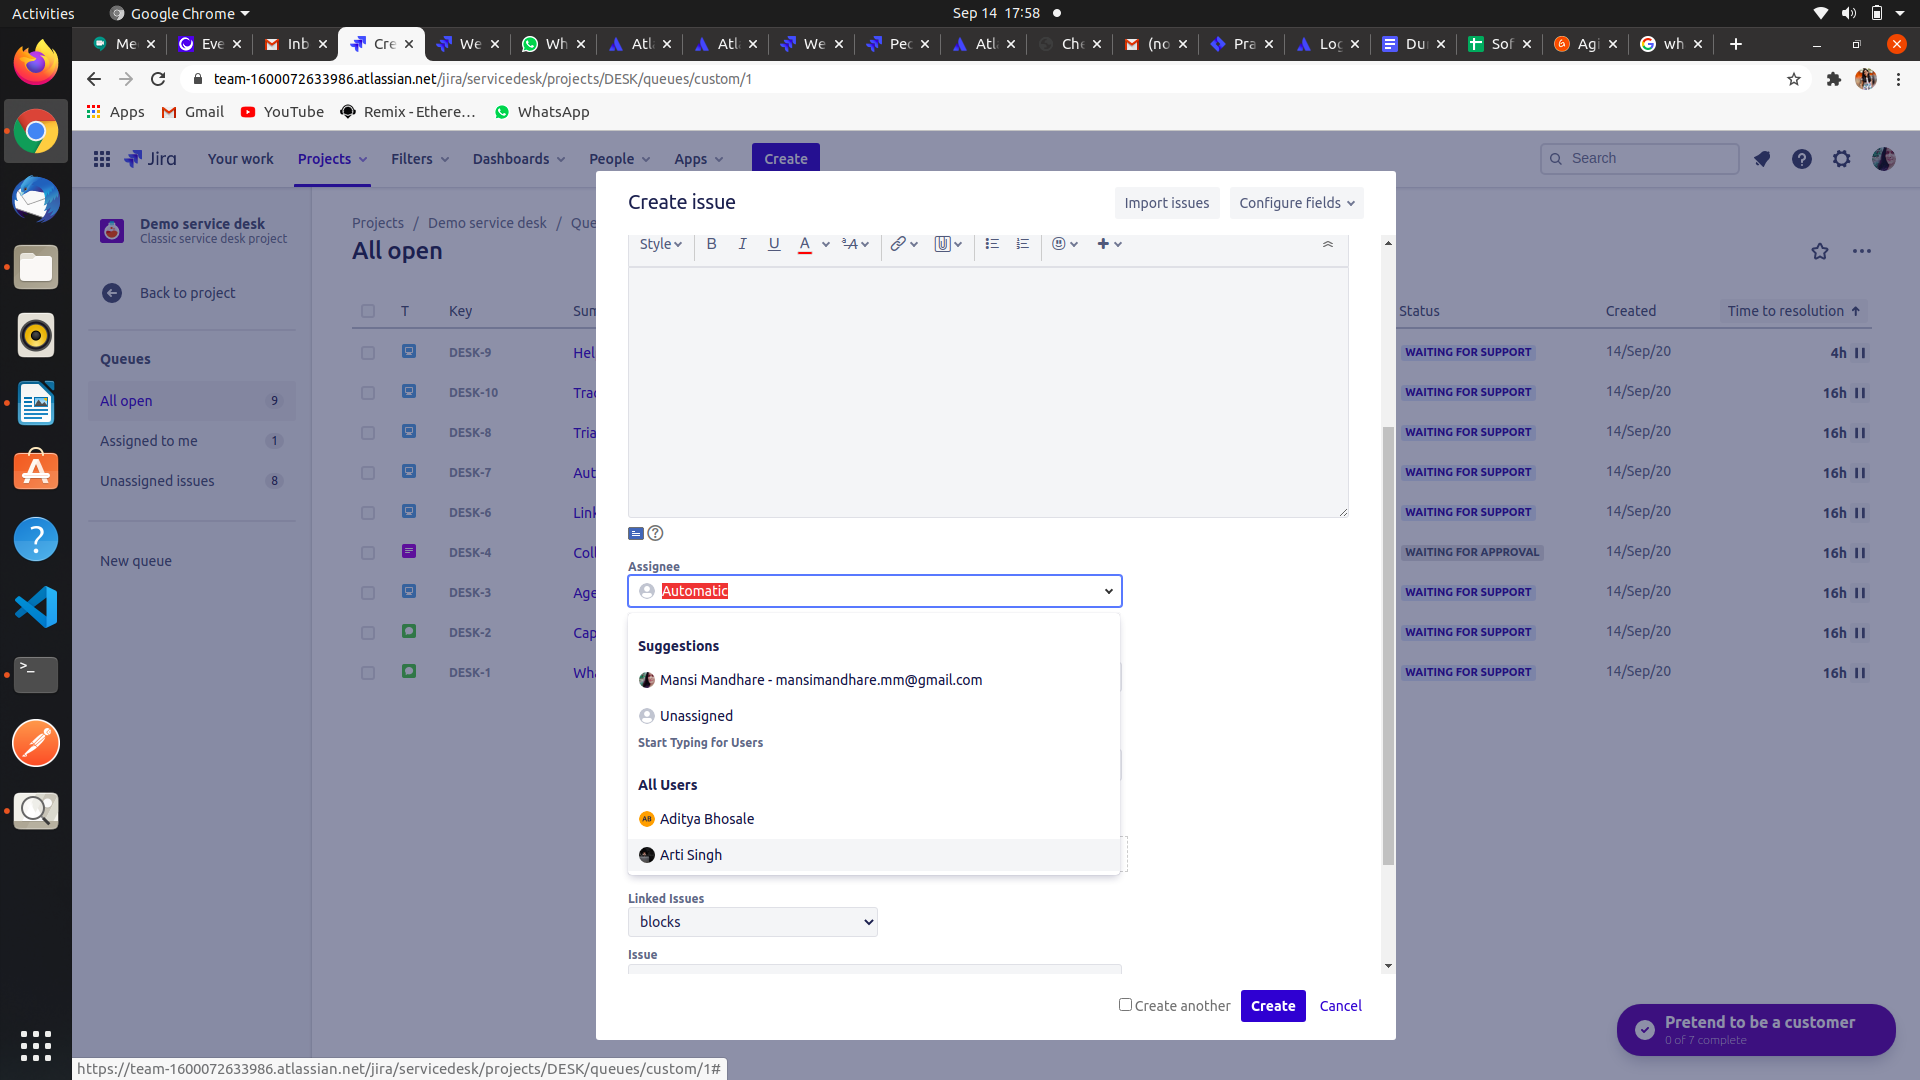 Activities
Google Chrome
Sep 14 17:58
Me
Eve
Inb
Cre
We
Wh
Atl
Atl
We
Pec
Atl
Che
(no
Pra
Log
Du
Sof
Agi
wh
team-1600072633986.atlassian.net/jira/servicedesk/projects/DESK/queues/custom/1
Apps
Gmail
YouTube
Remix - Ethere...
WhatsApp
Jira
Your work
Projects
Filters
Dashboards
People
Apps
Create
Search
Demo service desk
Classic service desk project
Back to project
Queues
All open 9
Assigned to me 1
Unassigned issues 8
New queue
Projects / Demo service desk / Que
All open
T Key Sum Status Created Time to resolution
DESK-9 Hel WAITING FOR SUPPORT 14/Sep/20 4h
DESK-10 Trac WAITING FOR SUPPORT 14/Sep/20 16h
DESK-8 Tria WAITING FOR SUPPORT 14/Sep/20 16h
DESK-7 Aut WAITING FOR SUPPORT 14/Sep/20 16h
DESK-6 Link WAITING FOR SUPPORT 14/Sep/20 16h
DESK-4 Coll WAITING FOR APPROVAL 14/Sep/20 16h
DESK-3 Age WAITING FOR SUPPORT 14/Sep/20 16h
DESK-2 Cap WAITING FOR SUPPORT 14/Sep/20 16h
DESK-1 Wha WAITING FOR SUPPORT 14/Sep/20 16h
Create issue
Import issues
Configure fields
Style B I U A
Assignee
Automatic
Suggestions
Mansi Mandhare - mansimandhare.mm@gmail.com
Unassigned
Start Typing for Users
All Users
AB Aditya Bhosale
Arti Singh
Linked Issues
blocks
Issue
Create another
Create
Cancel
Pretend to be a customer
0 of 7 complete
https://team-1600072633986.atlassian.net/jira/servicedesk/projects/DESK/queues/custom/1#